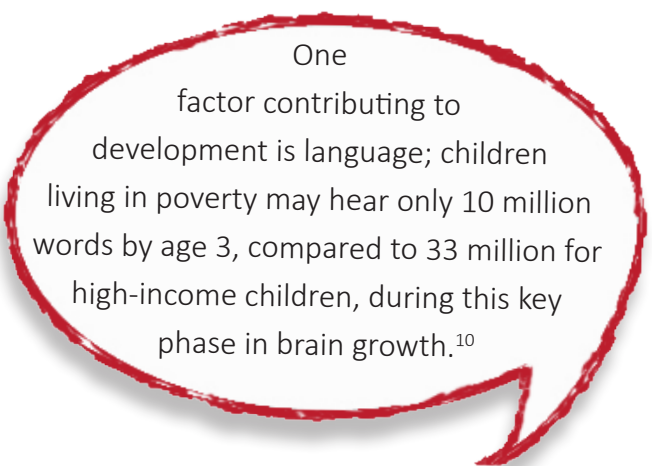 One
factor contributing to
development is language; children
living in poverty may hear only 10 million
words by age 3, compared to 33 million for
high-income children, during this key
phase in brain growth.¹⁰